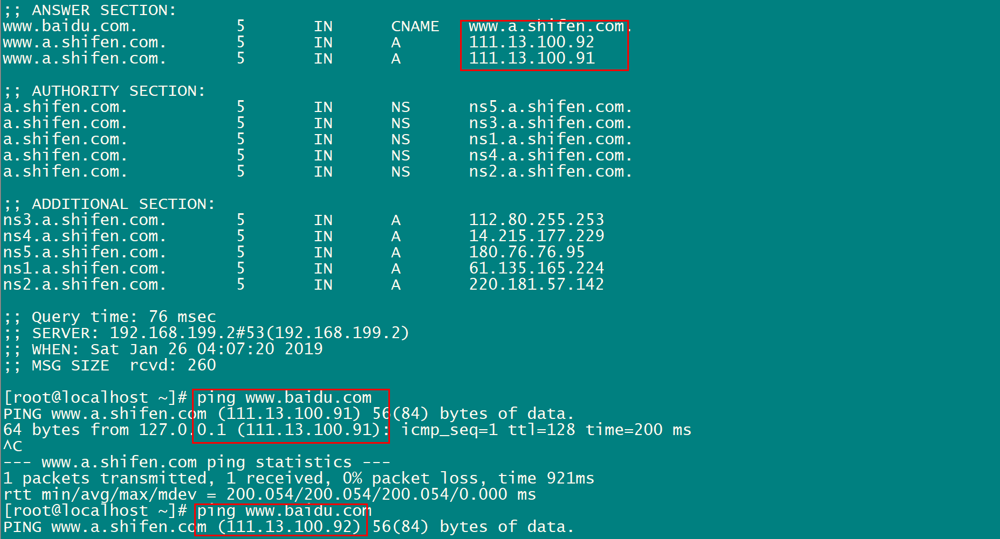 ;; ANSWER SECTION:
www.baidu.com. 5 IN CNAME www.a.shifen.com.
www.a.shifen.com. 5 IN A 111.13.100.92
www.a.shifen.com. 5 IN A 111.13.100.91
;; AUTHORITY SECTION:
a.shifen.com. 5 IN NS ns5.a.shifen.com.
a.shifen.com. 5 IN NS ns3.a.shifen.com.
a.shifen.com. 5 IN NS ns1.a.shifen.com.
a.shifen.com. 5 IN NS ns4.a.shifen.com.
a.shifen.com. 5 IN NS ns2.a.shifen.com.
;; ADDITIONAL SECTION:
ns3.a.shifen.com. 5 IN A 112.80.255.253
ns4.a.shifen.com. 5 IN A 14.215.177.229
ns5.a.shifen.com. 5 IN A 180.76.76.95
ns1.a.shifen.com. 5 IN A 61.135.165.224
ns2.a.shifen.com. 5 IN A 220.181.57.142
;; Query time: 76 msec
;; SERVER: 192.168.199.2#53(192.168.199.2)
;; WHEN: Sat Jan 26 04:07:20 2019
;; MSG SIZE  rcvd: 260
[root@localhost ~]# ping www.baidu.com
PING www.a.shifen.com (111.13.100.91) 56(84) bytes of data.
64 bytes from 127.0.0.1 (111.13.100.91): icmp_seq=1 ttl=128 time=200 ms
^C
--- www.a.shifen.com ping statistics ---
1 packets transmitted, 1 received, 0% packet loss, time 921ms
rtt min/avg/max/mdev = 200.054/200.054/200.054/0.000 ms
[root@localhost ~]# ping www.baidu.com
PING www.a.shifen.com (111.13.100.92) 56(84) bytes of data.